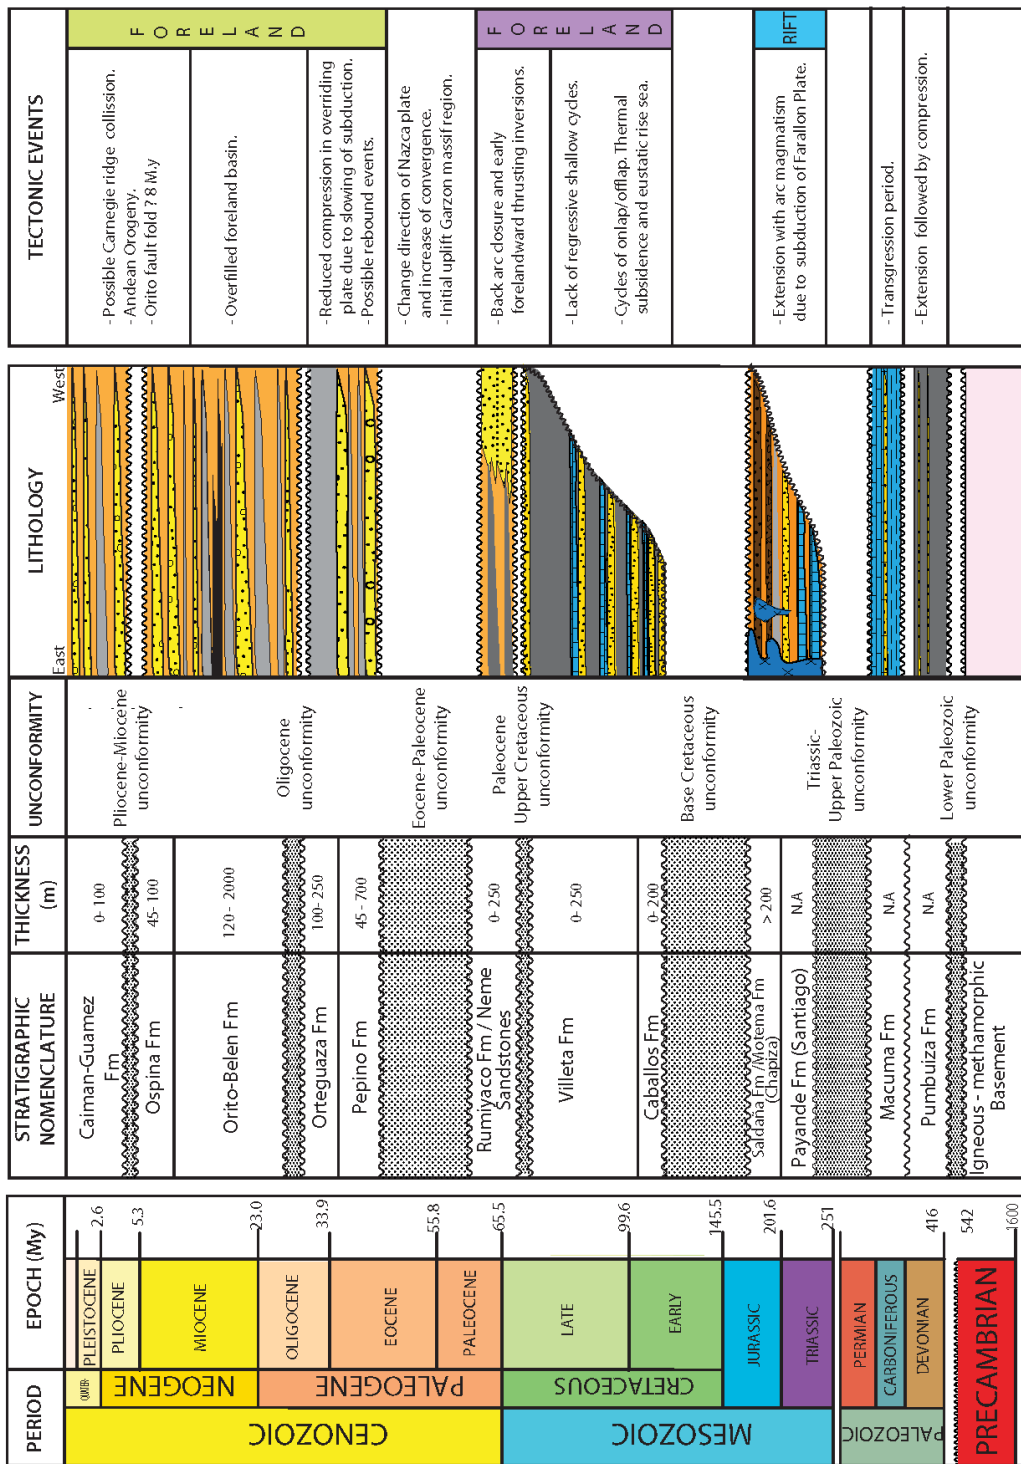 PERIOD
EPOCH (My)
STRATIGRAPHIC
NOMENCLATURE
THICKNESS
(m)
UNCONFORMITY
LITHOLOGY
TECTONIC EVENTS
CENOZOIC
MESOZOIC
PALEOZOIC
PRECAMBRIAN
NEOGENE
PALEOGENE
CRETACEOUS
PLEISTOCENE
PLIOCENE
MIOCENE
OLIGOCENE
EOCENE
PALEOCENE
LATE
EARLY
JURASSIC
TRIASSIC
PERMIAN
CARBONIFEROUS
DEVONIAN
2.6
5.3
23.0
33.9
55.8
65.5
99.6
145.5
201.6
251
416
542
1600
Caiman-Guamez
Fm
Ospina Fm
Orito-Belen Fm
Orteguaza Fm
Pepino Fm
Rumiyaco Fm / Neme
Sandstones
Villeta Fm
Caballos Fm
Saldana Fm /Motema Fm
(Chapiza)
Payande Fm (Santiago)
Macuma Fm
Pumbuiza Fm
Igneous - methamorphic
Basement
0- 100
45- 100
120 - 2000
100- 250
45 - 700
0- 250
0- 250
0- 200
> 200
N.A
N.A
N.A
Pliocene-Miocene
unconformity
Oligocene
unconformity
Eocene-Paleocene
unconformity
Paleocene
Upper Cretaceous
unconformity
Base Cretaceous
unconformity
Triassic-
Upper Paleozic
unconformity
Lower Paleozoic
unconformity
East
West
- Possible Carnegie ridge collission.
- Andean Orogeny.
- Orito fault fold ? 8 M.y
- Overfilled foreland basin.
- Reduced compression in overriding
plate due to slowing of subduction.
- Possible rebound events.
- Change direction of Nazca plate
and increase of convergence.
- Initial uplift Garzon massif region.
- Back arc closure and early
forelandward thrusting inversions.
- Lack of regressive shallow cycles.
- Cycles of onlap/offlap. Thermal
subsidence and eustatic rise sea.
- Extension with arc magmatism
due to subduction of Farallon Plate.
- Transgression period.
- Extension followed by compression.
FORELAND
FORELAND
RIFT